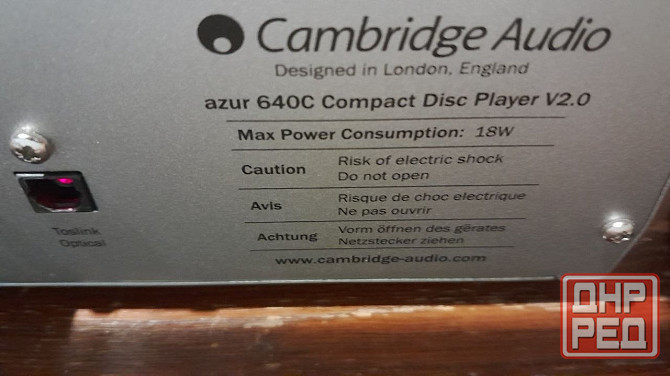 Cambridge Audio
Designed in London, England
azur 640C Compact Disc Player V2.0
Max Power Consumption: 18W
Caution Risk of electric shock
Do not open
Avis Risque de choc electrique
Ne pas ouvrir
Achtung Vorm öffnen des gërates
Netzstecker ziehen
www.cambridge-audio.com
Toslink
Optical
ДНР
РЕД